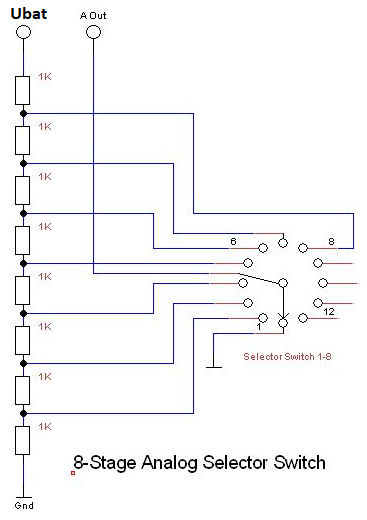 Ubat
A Out
1K
1K
1K
1K
1K
1K
1K
1K
6
8
12
1
Selector Switch 1-8
8-Stage Analog Selector Switch
Gnd